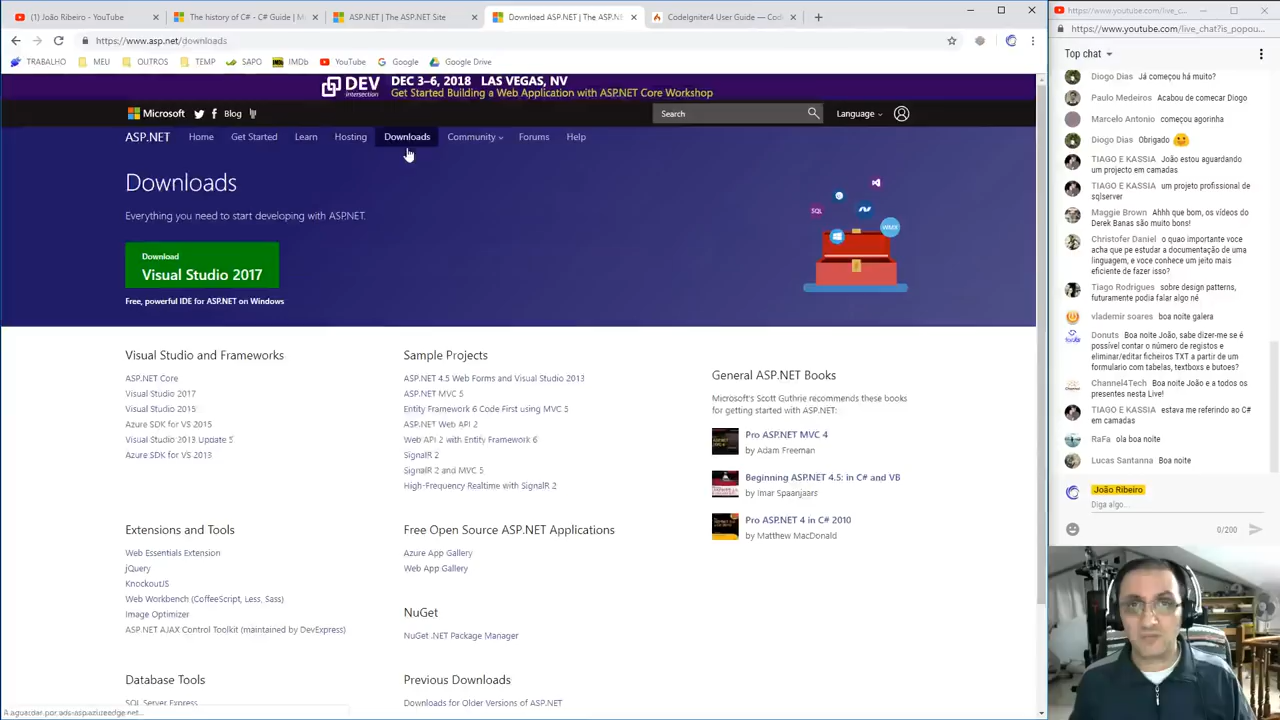 (1) João Ribeiro - YouTube
The history of C# - C# Guide | M
ASP.NET | The ASP.NET Site
Download ASP.NET | The ASP.N
CodeIgniter4 User Guide — Cod
https://www.asp.net/downloads
TRABALHO
MEU
OUTROS
TEMP
SAPO
IMDb
YouTube
Google
Google Drive
DEV
intersection
DEC 3–6, 2018 LAS VEGAS, NV
Get Started Building a Web Application with ASP.NET Core Workshop
Microsoft
Blog
Search
Language
ASP.NET
Home
Get Started
Learn
Hosting
Downloads
Community
Forums
Help
Downloads
Everything you need to start developing with ASP.NET.
Download
Visual Studio 2017
Free, powerful IDE for ASP.NET on Windows
SQL
WMX
Visual Studio and Frameworks
ASP.NET Core
Visual Studio 2017
Visual Studio 2015
Azure SDK for VS 2015
Visual Studio 2013 Update 5
Azure SDK for VS 2013
Sample Projects
ASP.NET 4.5 Web Forms and Visual Studio 2013
ASP.NET MVC 5
Entity Framework 6 Code First using MVC 5
ASP.NET Web API 2
Web API 2 with Entity Framework 6
SignalR 2
SignalR 2 and MVC 5
High-Frequency Realtime with SignalR 2
General ASP.NET Books
Microsoft's Scott Guthrie recommends these books
for getting started with ASP.NET:
Pro ASP.NET MVC 4
by Adam Freeman
Beginning ASP.NET 4.5: in C# and VB
by Imar Spaanjaars
Pro ASP.NET 4 in C# 2010
by Matthew MacDonald
Extensions and Tools
Web Essentials Extension
jQuery
KnockoutJS
Web Workbench (CoffeeScript, Less, Sass)
Image Optimizer
ASP.NET AJAX Control Toolkit (maintained by DevExpress)
Free Open Source ASP.NET Applications
Azure App Gallery
Web App Gallery
NuGet
NuGet .NET Package Manager
Database Tools
SQL Server Express
Previous Downloads
Downloads for Older Versions of ASP.NET
https://www.youtube.com/live_c...
https://www.youtube.com/live_chat?is_popou...
Top chat
Diogo Dias Já começou há muito?
Paulo Medeiros Acabou de comecar Diogo
Marcelo Antonio começou agorinha
Diogo Dias Obrigado
TIAGO E KASSIA João estou aguardando
um projecto em camadas
TIAGO E KASSIA um projeto profissional de
sqlserver
Maggie Brown Ahhh que bom, os vídeos do
Derek Banas são muito bons!
Christofer Daniel o quao importante voce
acha que pe estudar a documentação de uma
linguagem, e voce conhece um jeito mais
eficiente de fazer isso?
Tiago Rodrigues sobre design patterns,
futuramente podia falar algo né
vlademir soares boa noite galera
Donuts Boa noite João, sabe dizer-me se é
possível contar o número de registos e
eliminar/editar ficheiros TXT a partir de um
formulario com tabelas, textboxs e butoes?
Channel4Tech Boa noite João e a todos os
presentes nesta Live!
TIAGO E KASSIA estava me referindo ao C#
em camadas
RaFa ola boa noite
Lucas Santanna Boa noite
João Ribeiro
Diga algo...
0/200